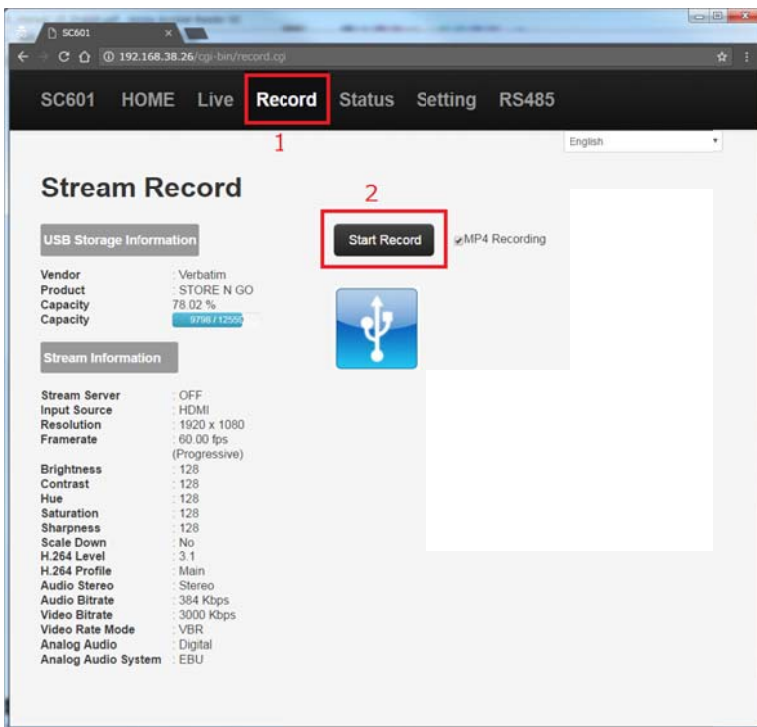 SC601
192.168.38.26/cgi-bin/record.cgi
SC601 HOME Live Record Status Setting RS485
1
English
Stream Record
2
USB Storage Information
Start Record
MP4 Recording
Vendor : Verbatim
Product : STORE N GO
Capacity 78.02 %
Capacity 9798 / 12550
Stream Information
Stream Server : OFF
Input Source : HDMI
Resolution : 1920 x 1080
Framerate : 60.00 fps
(Progressive)
Brightness : 128
Contrast : 128
Hue : 128
Saturation : 128
Sharpness : 128
Scale Down : No
H.264 Level : 3.1
H.264 Profile : Main
Audio Stereo : Stereo
Audio Bitrate : 384 Kbps
Video Bitrate : 3000 Kbps
Video Rate Mode : VBR
Analog Audio : Digital
Analog Audio System : EBU